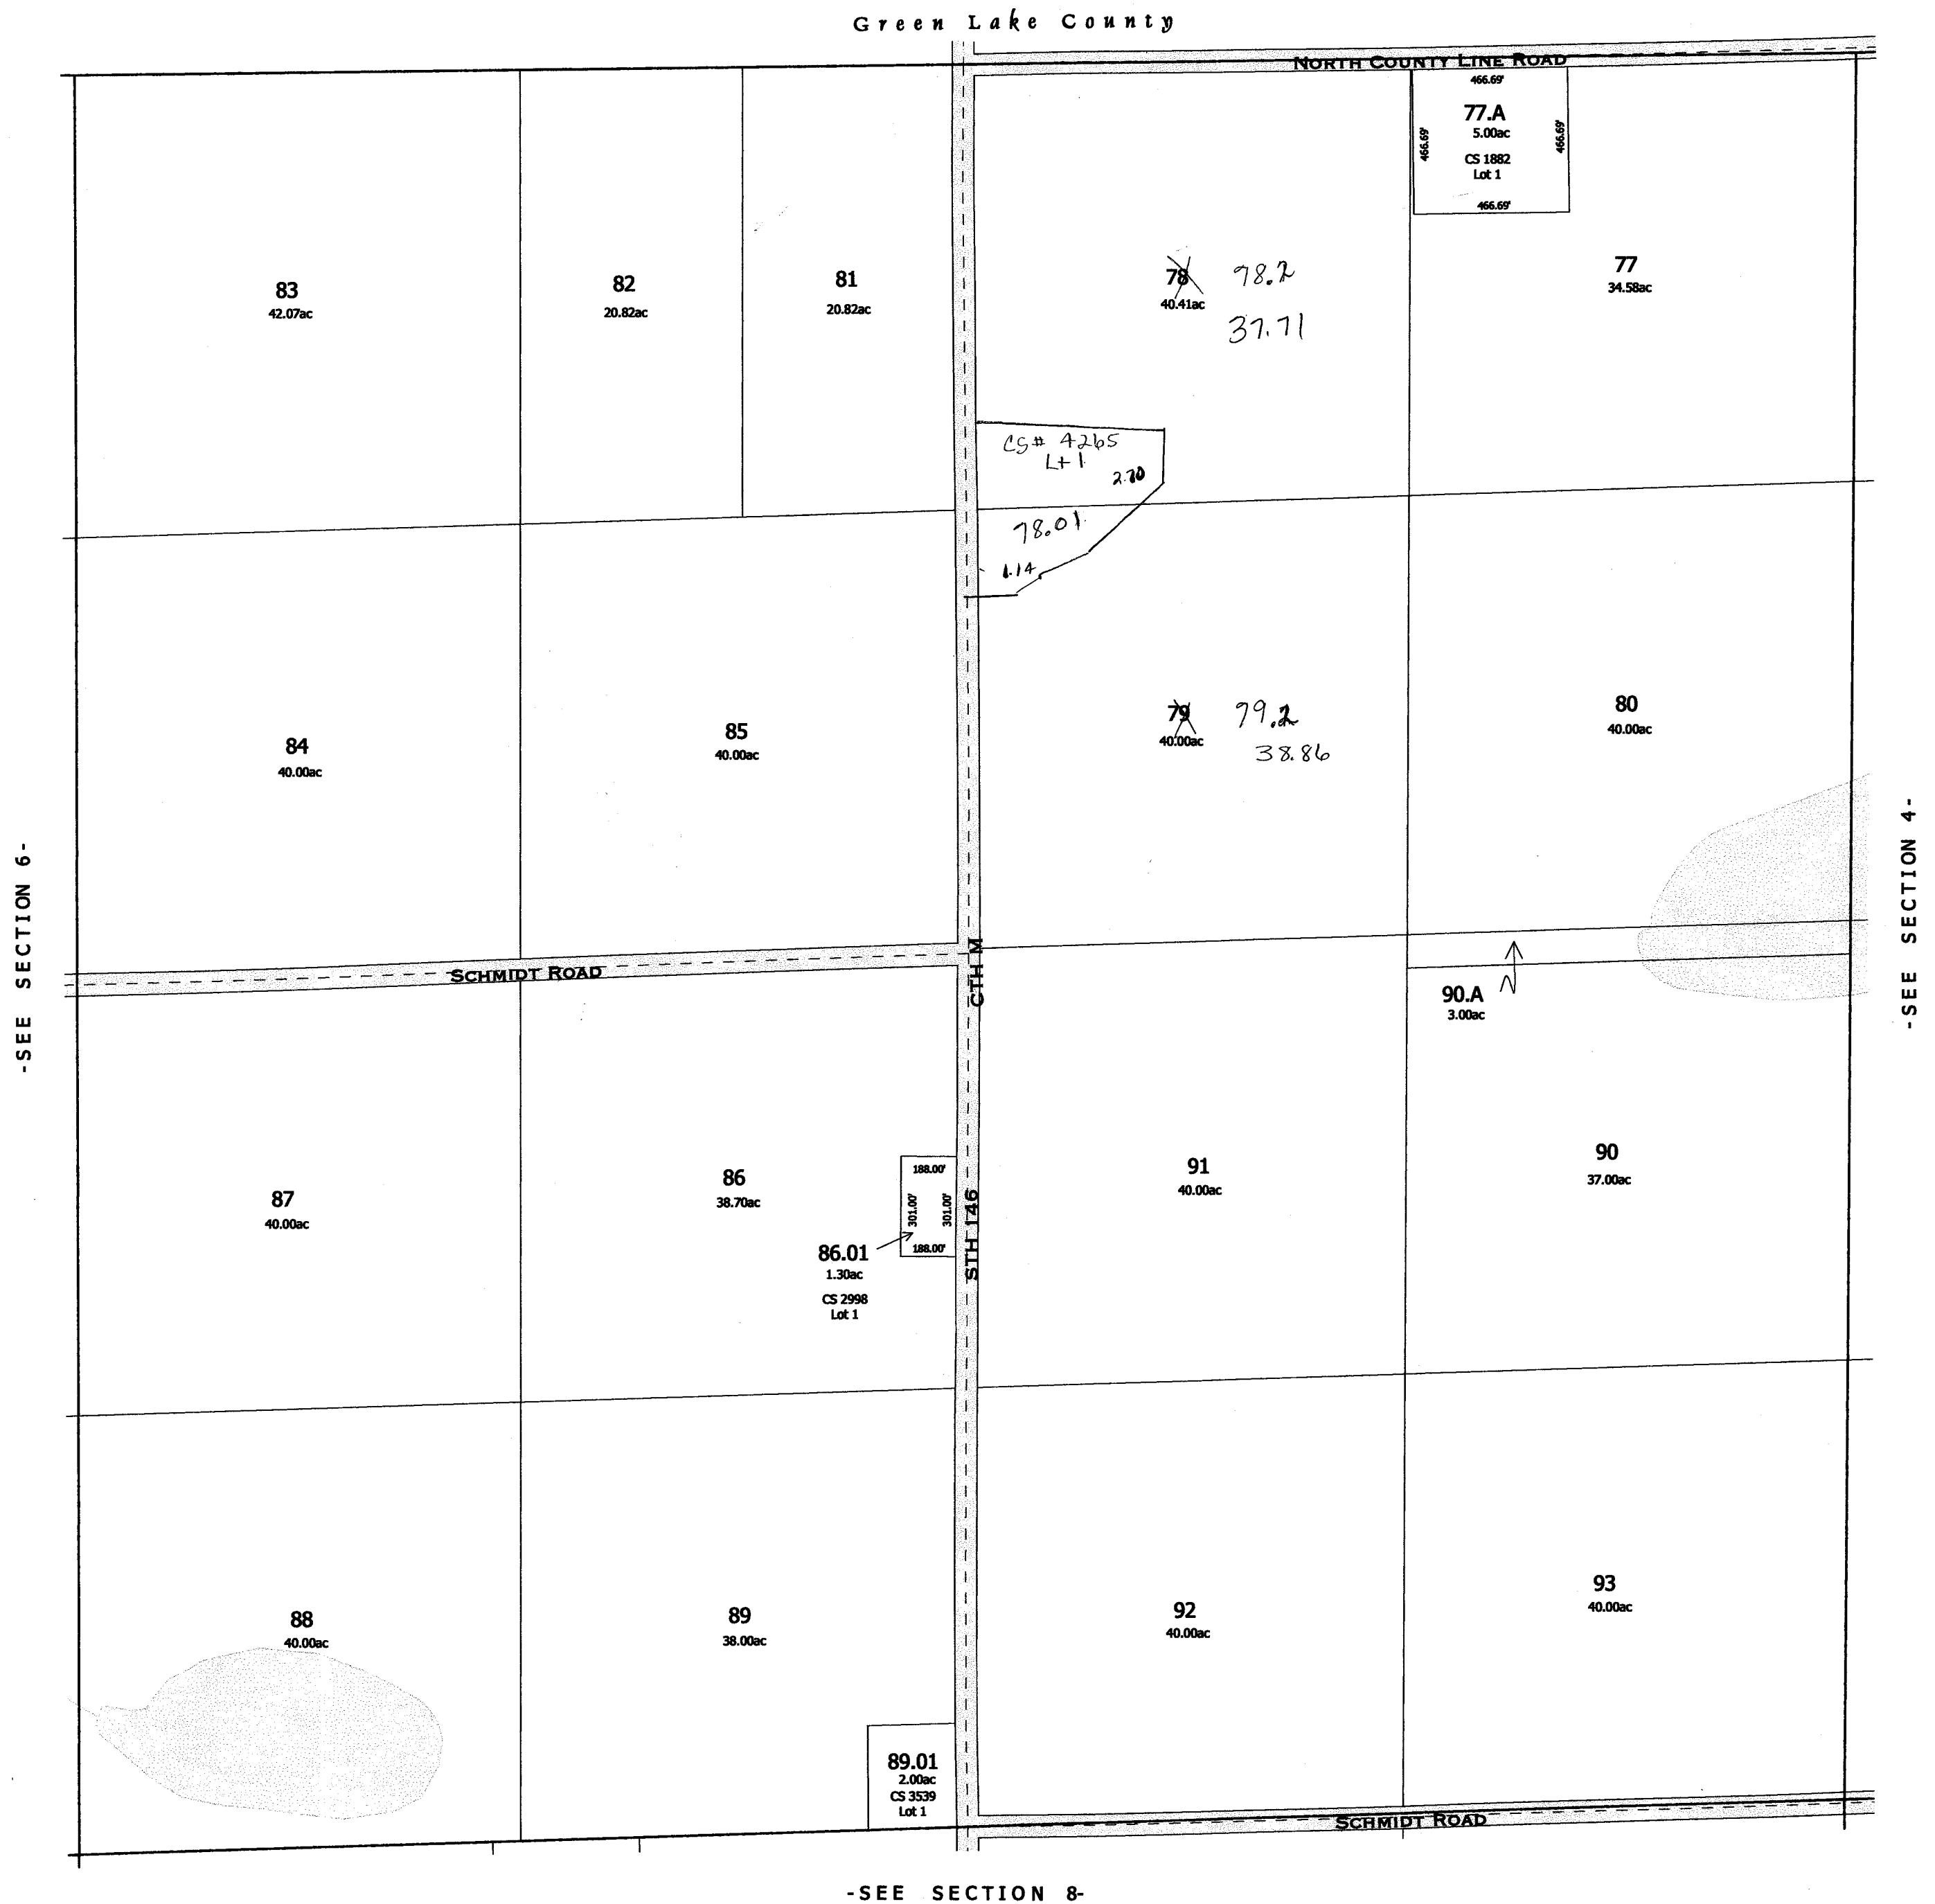 Green Lake County
NORTH COUNTY LINE ROAD
466.69'
77.A
5.00ac
CS 1882
Lot 1
466.69'
466.69'
466.69'
83
42.07ac
82
20.82ac
81
20.82ac
78
40.41ac
78.2
37.71
77
34.58ac
CS# 4265
Lt 1
2.70
78.01
1.14
84
40.00ac
85
40.00ac
79
40.00ac
79.2
38.86
80
40.00ac
-SEE SECTION 6-
-SEE SECTION 4-
SCHMIDT ROAD
CTH M
90.A
3.00ac
87
40.00ac
86
38.70ac
188.00'
301.00'
301.00'
188.00'
86.01
1.30ac
CS 2998
Lot 1
STH 146
91
40.00ac
90
37.00ac
88
40.00ac
89
38.00ac
92
40.00ac
93
40.00ac
89.01
2.00ac
CS 3539
Lot 1
SCHMIDT ROAD
-SEE SECTION 8-